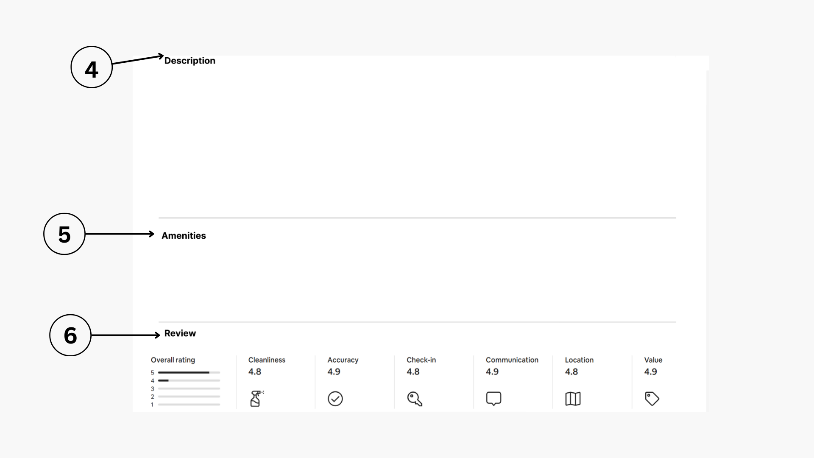 4
Description
5
Amenities
6
Review
Overall rating
5
4
3
2
1
Cleanliness
4.8
Accuracy
4.9
Check-in
4.8
Communication
4.9
Location
4.8
Value
4.9